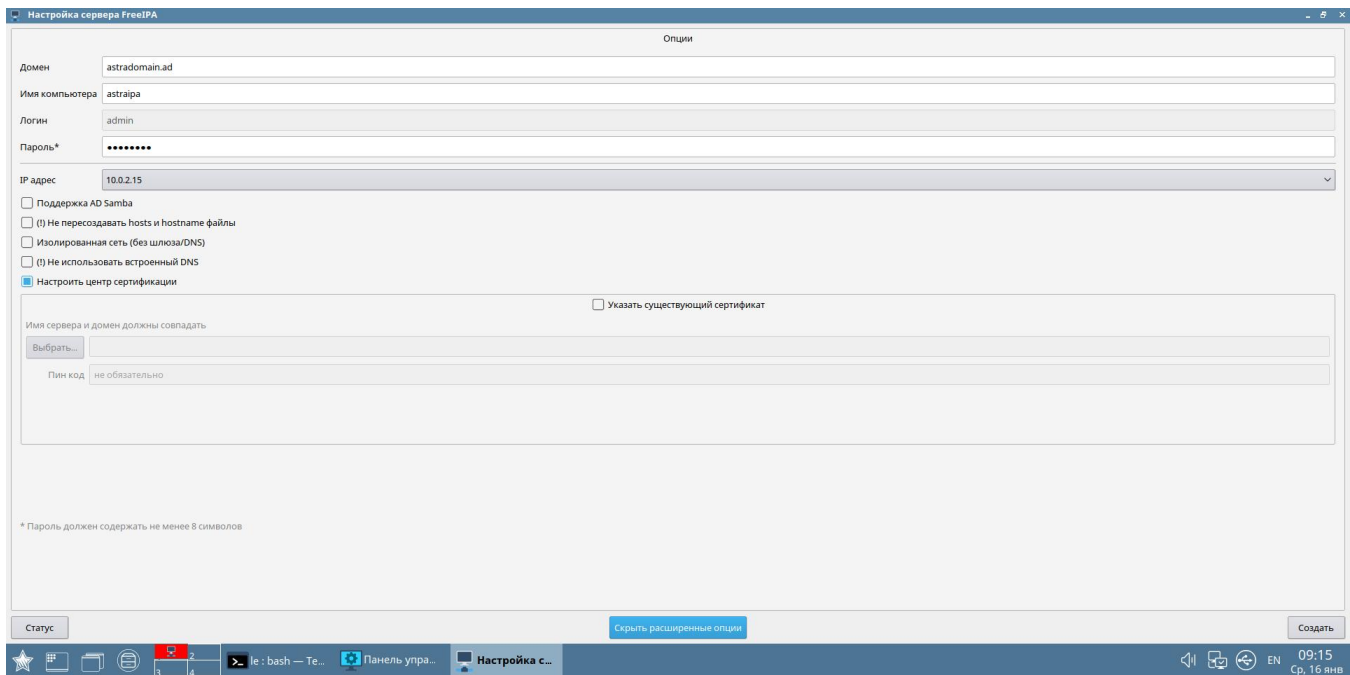 Настройка сервера FreeIPA
Опции
Домен astradomain.ad
Имя компьютера astraipa
Логин admin
Пароль* ••••••••
IP адрес 10.0.2.15
Поддержка AD Samba
(!) Не пересоздавать hosts и hostname файлы
Изолированная сеть (без шлюза/DNS)
(!) Не использовать встроенный DNS
Настроить центр сертификации
Указать существующий сертификат
Имя сервера и домен должны совпадать
Выбрать...
Пин код не обязательно
* Пароль должен содержать не менее 8 символов
Статус Скрыть расширенные опции Создать
2
3 4
le : bash — Te... Панель упра... Настройка с... EN 09:15
Ср, 16 янв